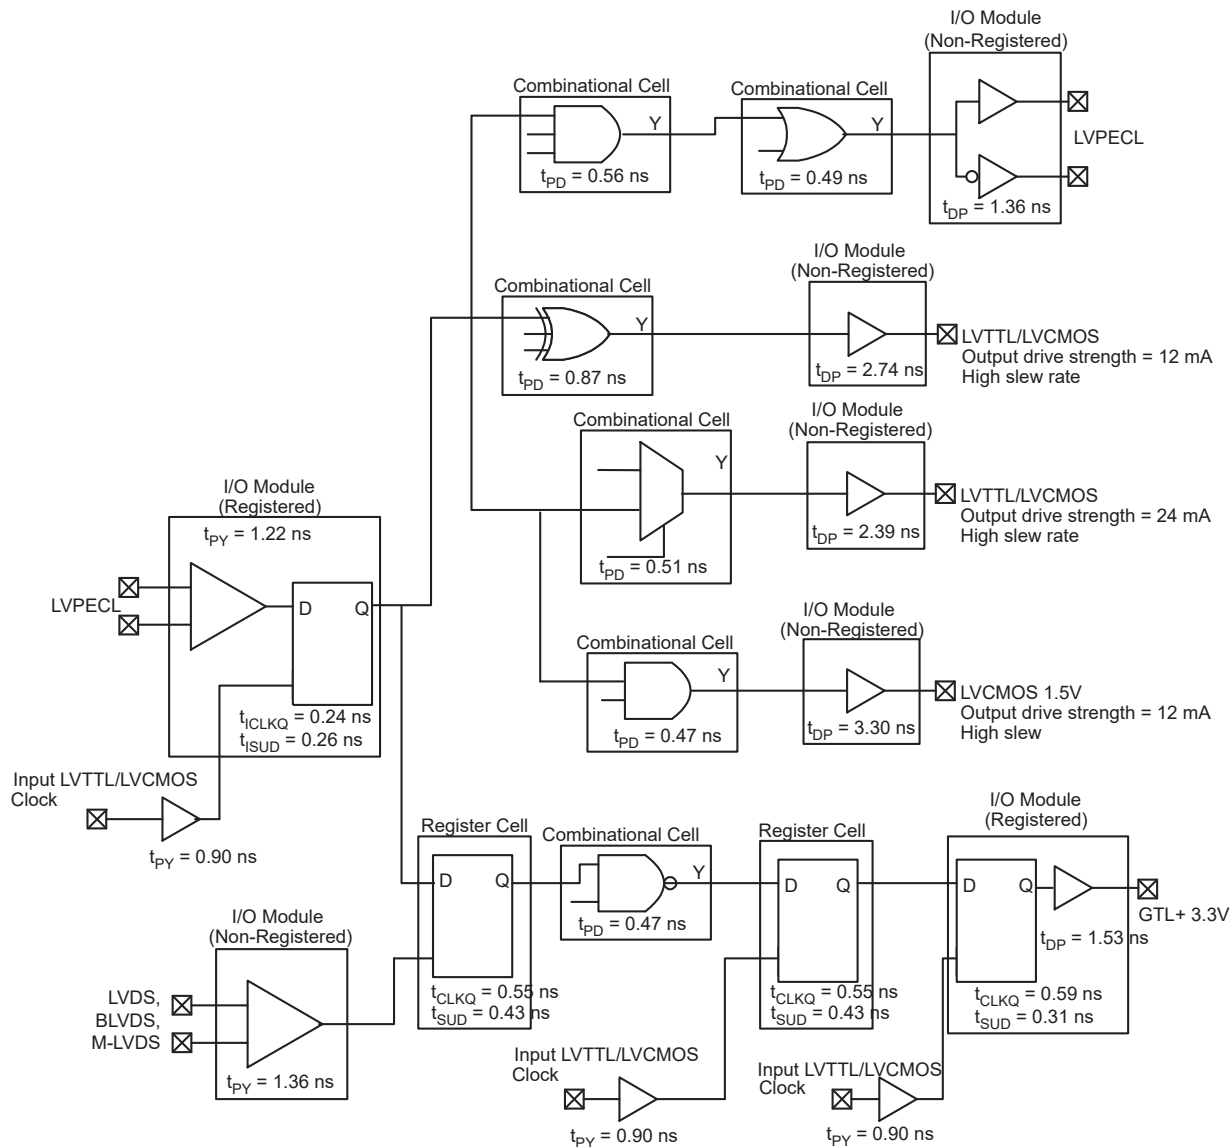 I/O Module
(Non-Registered)
Combinational Cell
Y
tPD = 0.56 ns
Combinational Cell
Y
tPD = 0.49 ns
LVPECL
tDP = 1.36 ns
I/O Module
(Non-Registered)
Combinational Cell
Y
tPD = 0.87 ns
tDP = 2.74 ns
LVTTL/LVCMOS
Output drive strength = 12 mA
High slew rate
I/O Module
(Non-Registered)
Combinational Cell
Y
tPD = 0.51 ns
tDP = 2.39 ns
LVTTL/LVCMOS
Output drive strength = 24 mA
High slew rate
I/O Module
(Registered)
tPY = 1.22 ns
LVPECL
D
Q
tICLKQ = 0.24 ns
tISUD = 0.26 ns
I/O Module
(Non-Registered)
Combinational Cell
Y
tPD = 0.47 ns
tDP = 3.30 ns
LVCMOS 1.5V
Output drive strength = 12 mA
High slew
Input LVTTL/LVCMOS
Clock
tPY = 0.90 ns
Register Cell
D
Q
tCLKQ = 0.55 ns
tSUD = 0.43 ns
Combinational Cell
Y
tPD = 0.47 ns
Register Cell
D
Q
tCLKQ = 0.55 ns
tSUD = 0.43 ns
I/O Module
(Registered)
D
Q
tDP = 1.53 ns
tCLKQ = 0.59 ns
tSUD = 0.31 ns
GTL+ 3.3V
I/O Module
(Non-Registered)
LVDS,
BLVDS,
M-LVDS
tPY = 1.36 ns
Input LVTTL/LVCMOS
Clock
tPY = 0.90 ns
Input LVTTL/LVCMOS
Clock
tPY = 0.90 ns